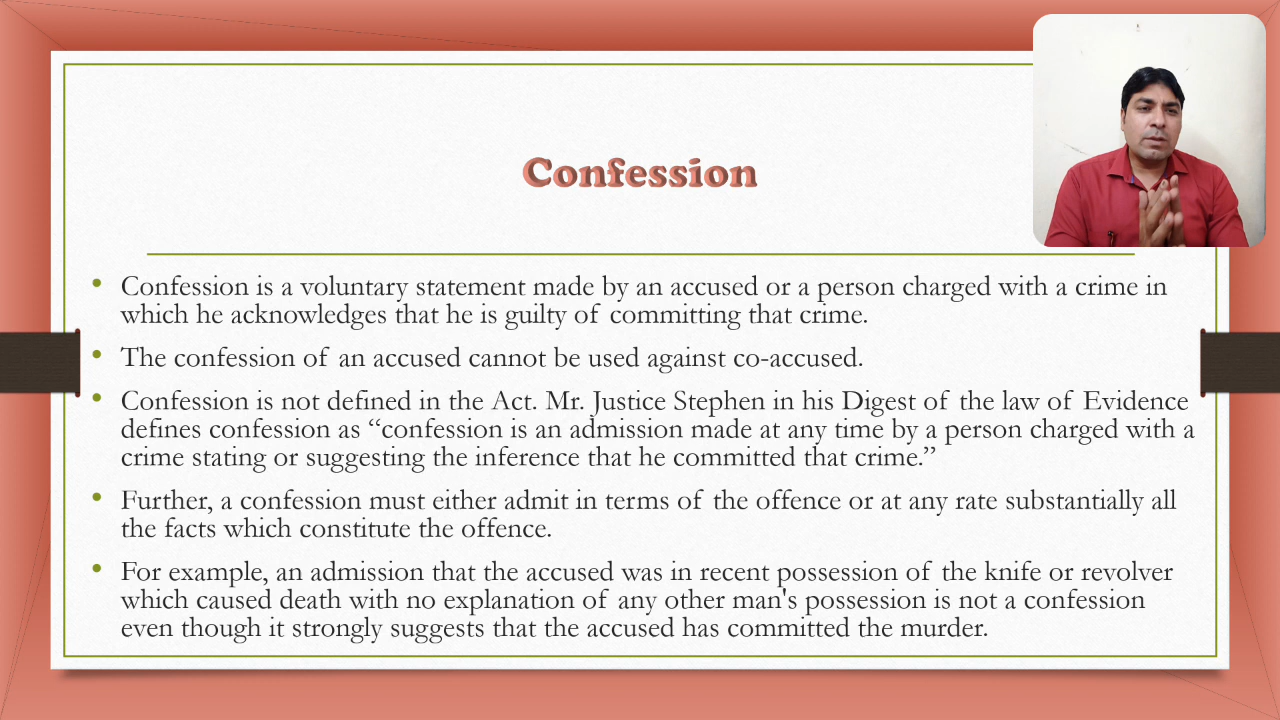 Confession
• Confession is a voluntary statement made by an accused or a person charged with a crime in
which he acknowledges that he is guilty of committing that crime.
• The confession of an accused cannot be used against co-accused.
• Confession is not defined in the Act. Mr. Justice Stephen in his Digest of the law of Evidence
defines confession as “confession is an admission made at any time by a person charged with a
crime stating or suggesting the inference that he committed that crime.”
• Further, a confession must either admit in terms of the offence or at any rate substantially all
the facts which constitute the offence.
• For example, an admission that the accused was in recent possession of the knife or revolver
which caused death with no explanation of any other man's possession is not a confession
even though it strongly suggests that the accused has committed the murder.